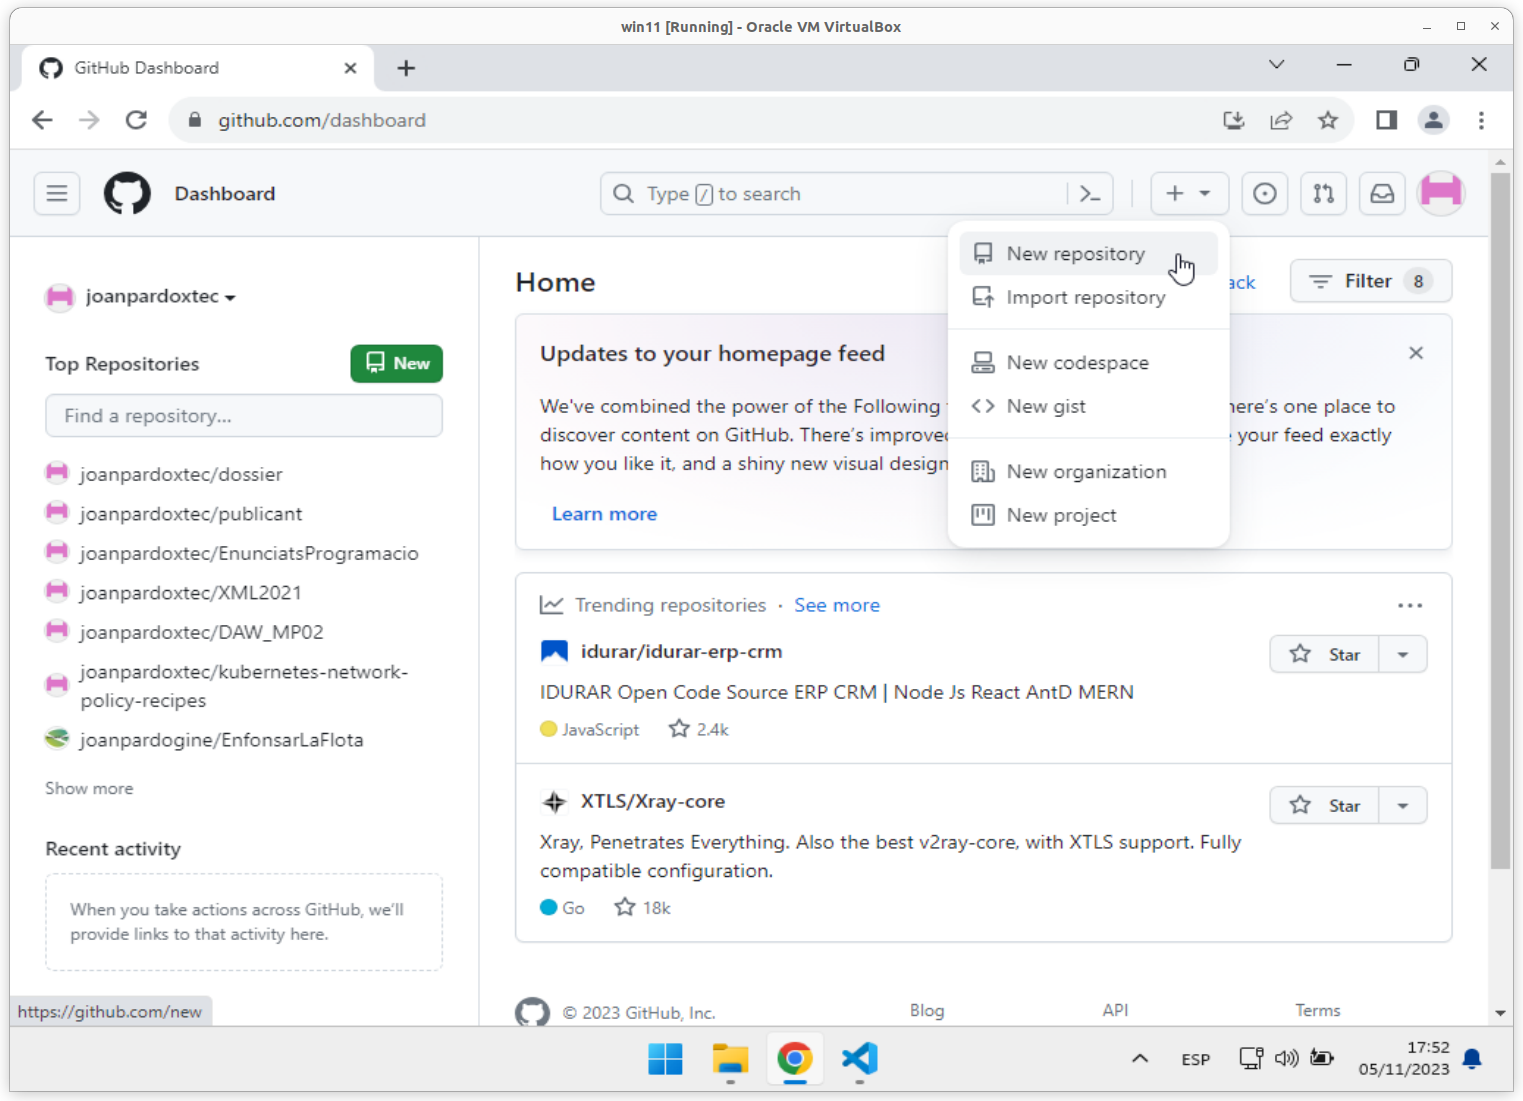 win11 [Running] - Oracle VM VirtualBox
GitHub Dashboard
github.com/dashboard
Dashboard
Type / to search
New repository
Import repository
New codespace
New gist
New organization
New project
joanpardoxtec
Top Repositories
New
Find a repository...
joanpardoxtec/dossier
joanpardoxtec/publicant
joanpardoxtec/EnunciatsProgramacio
joanpardoxtec/XML2021
joanpardoxtec/DAW_MP02
joanpardoxtec/kubernetes-network-
policy-recipes
joanpardogine/EnfonsarLaFlota
Show more
Recent activity
When you take actions across GitHub, we'll
provide links to that activity here.
https://github.com/new
Home
ack
Filter 8
Updates to your homepage feed
We've combined the power of the Following here's one place to
discover content on GitHub. There's improved your feed exactly
how you like it, and a shiny new visual design
Learn more
Trending repositories · See more
idurar/idurar-erp-crm
Star
IDURAR Open Code Source ERP CRM | Node Js React AntD MERN
JavaScript 2.4k
XTLS/Xray-core
Star
Xray, Penetrates Everything. Also the best v2ray-core, with XTLS support. Fully
compatible configuration.
Go 18k
© 2023 GitHub, Inc.
Blog
API
Terms
ESP
17:52
05/11/2023